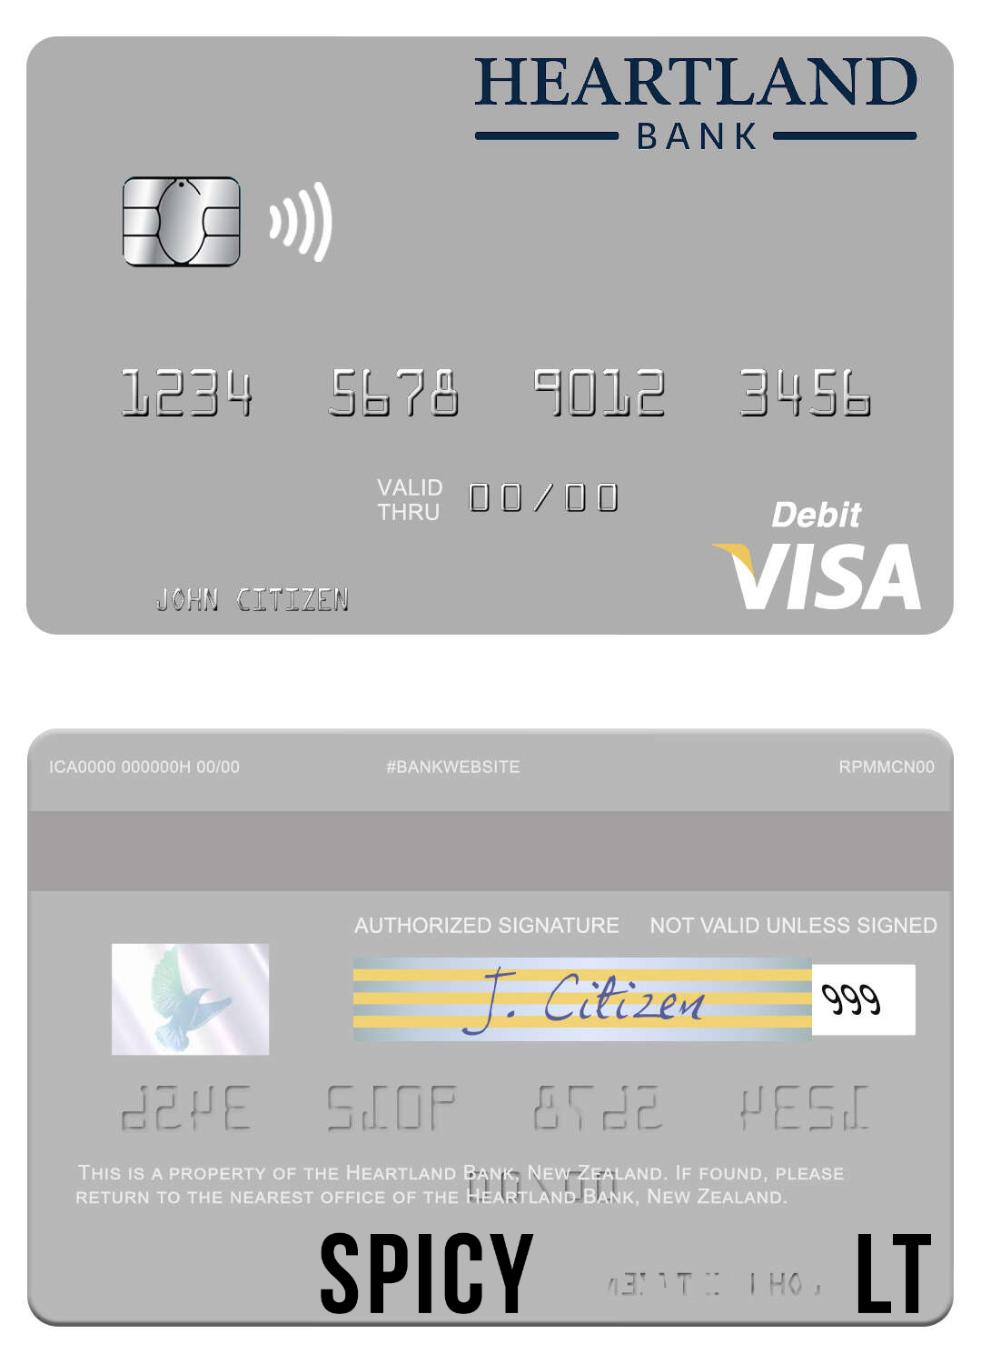 HEARTLAND
BANK
1234 5678 9012 3456
VALID THRU 00/00
Debit
VISA
JOHN CITIZEN
ICA0000 000000H 00/00 #BANKWEBSITE RPMMCN00
AUTHORIZED SIGNATURE NOT VALID UNLESS SIGNED
J. Citizen 999
THIS IS A PROPERTY OF THE HEARTLAND BANK, NEW ZEALAND. IF FOUND, PLEASE
RETURN TO THE NEAREST OFFICE OF THE HEARTLAND BANK, NEW ZEALAND.
SPICY LT